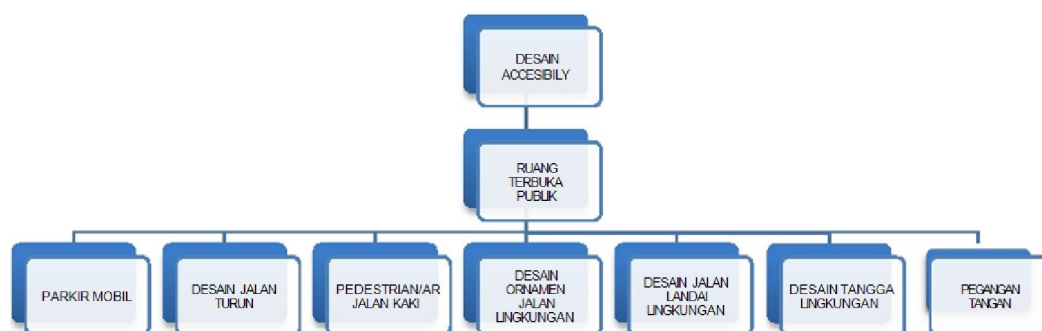 DESAIN
ACCESIBILY
RUANG
TERBUKA
PUBLIK
PARKIR MOBIL
DESAIN JALAN
TURUN
PEDESTRIAN/AR
JALAN KAKI
DESAIN
ORNAMEN
JALAN
LINGKUNGAN
DESAIN JALAN
LANDAI
LINGKUNGAN
DESAIN TANGGA
LINGKUNGAN
PEGANGAN
TANGAN